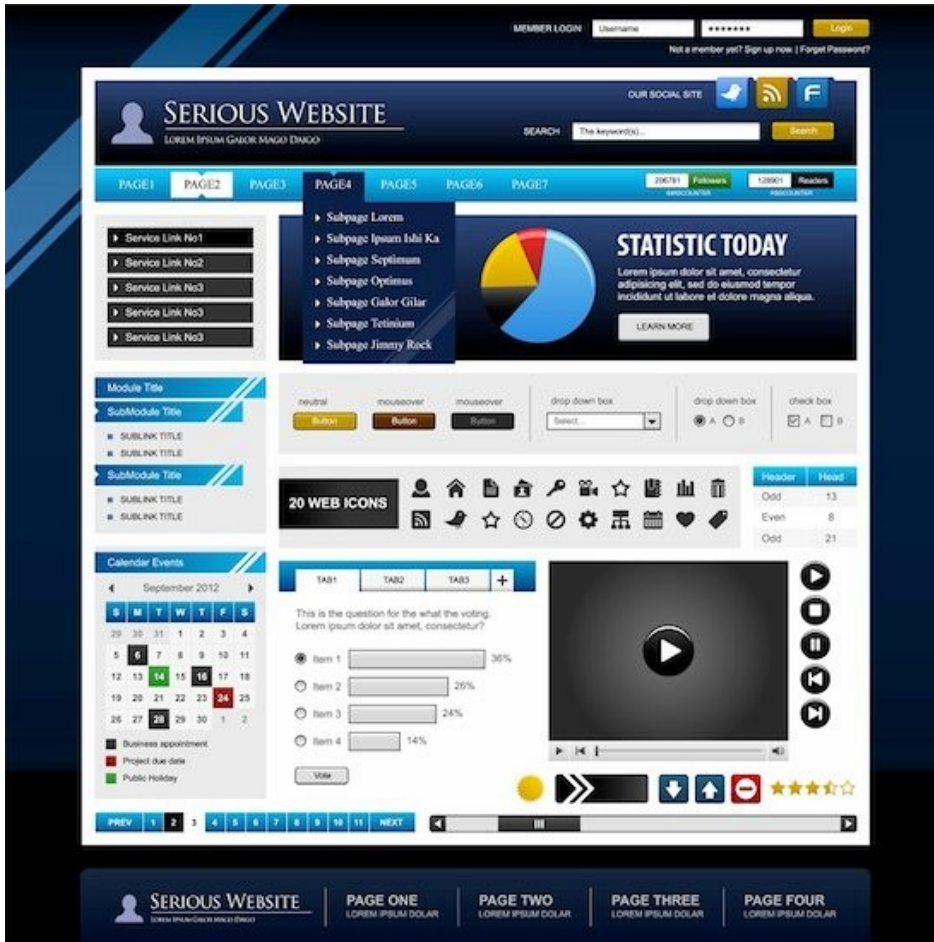 MEMBER LOGIN Username ******* Login
Not a member yet? Sign up now. | Forget Password?
SERIOUS WEBSITE
LOREM IPSUM GALOR MAGO DAIGO
OUR SOCIAL SITE
SEARCH The keyword(s)... Search
PAGE1 PAGE2 PAGE3 PAGE4 PAGE5 PAGE6 PAGE7
206781 Followers
128901 Readers
Service Link No1
Service Link No2
Service Link No3
Service Link No3
Service Link No3
Subpage Lorem
Subpage Ipsum Ishi Ka
Subpage Septimum
Subpage Optimus
Subpage Galor Gilar
Subpage Tetinium
Subpage Jimmy Rock
STATISTIC TODAY
Lorem ipsum dolor sit amet, consectetur
adipisicing elit, sed do eiusmod tempor
incididunt ut labore et dolore magna aliqua.
LEARN MORE
Module Title
SubModule Title
SUBLINK TITLE
SUBLINK TITLE
SubModule Title
SUBLINK TITLE
SUBLINK TITLE
neutral mouseover mouseover drop down box drop down box check box
Button Button Button Select... A B A B
20 WEB ICONS
Header Head
Odd 13
Even 8
Odd 21
Calendar Events
September 2012
S M T W T F S
29 30 31 1 2 3 4
5 6 7 8 9 10 11
12 13 14 15 16 17 18
19 20 21 22 23 24 25
26 27 28 29 30 1 2
Business appointment
Project due date
Public Holiday
TAB1 TAB2 TAB3 +
This is the question for the what the voting.
Lorem ipsum dolor sit amet, consectetur?
Item 1 36%
Item 2 26%
Item 3 24%
Item 4 14%
Vote
PREV 1 2 3 4 5 6 7 8 9 10 11 NEXT
SERIOUS WEBSITE
LOREM IPSUM GALOR MAGO DAIGO
PAGE ONE
LOREM IPSUM DOLAR
PAGE TWO
LOREM IPSUM DOLAR
PAGE THREE
LOREM IPSUM DOLAR
PAGE FOUR
LOREM IPSUM DOLAR